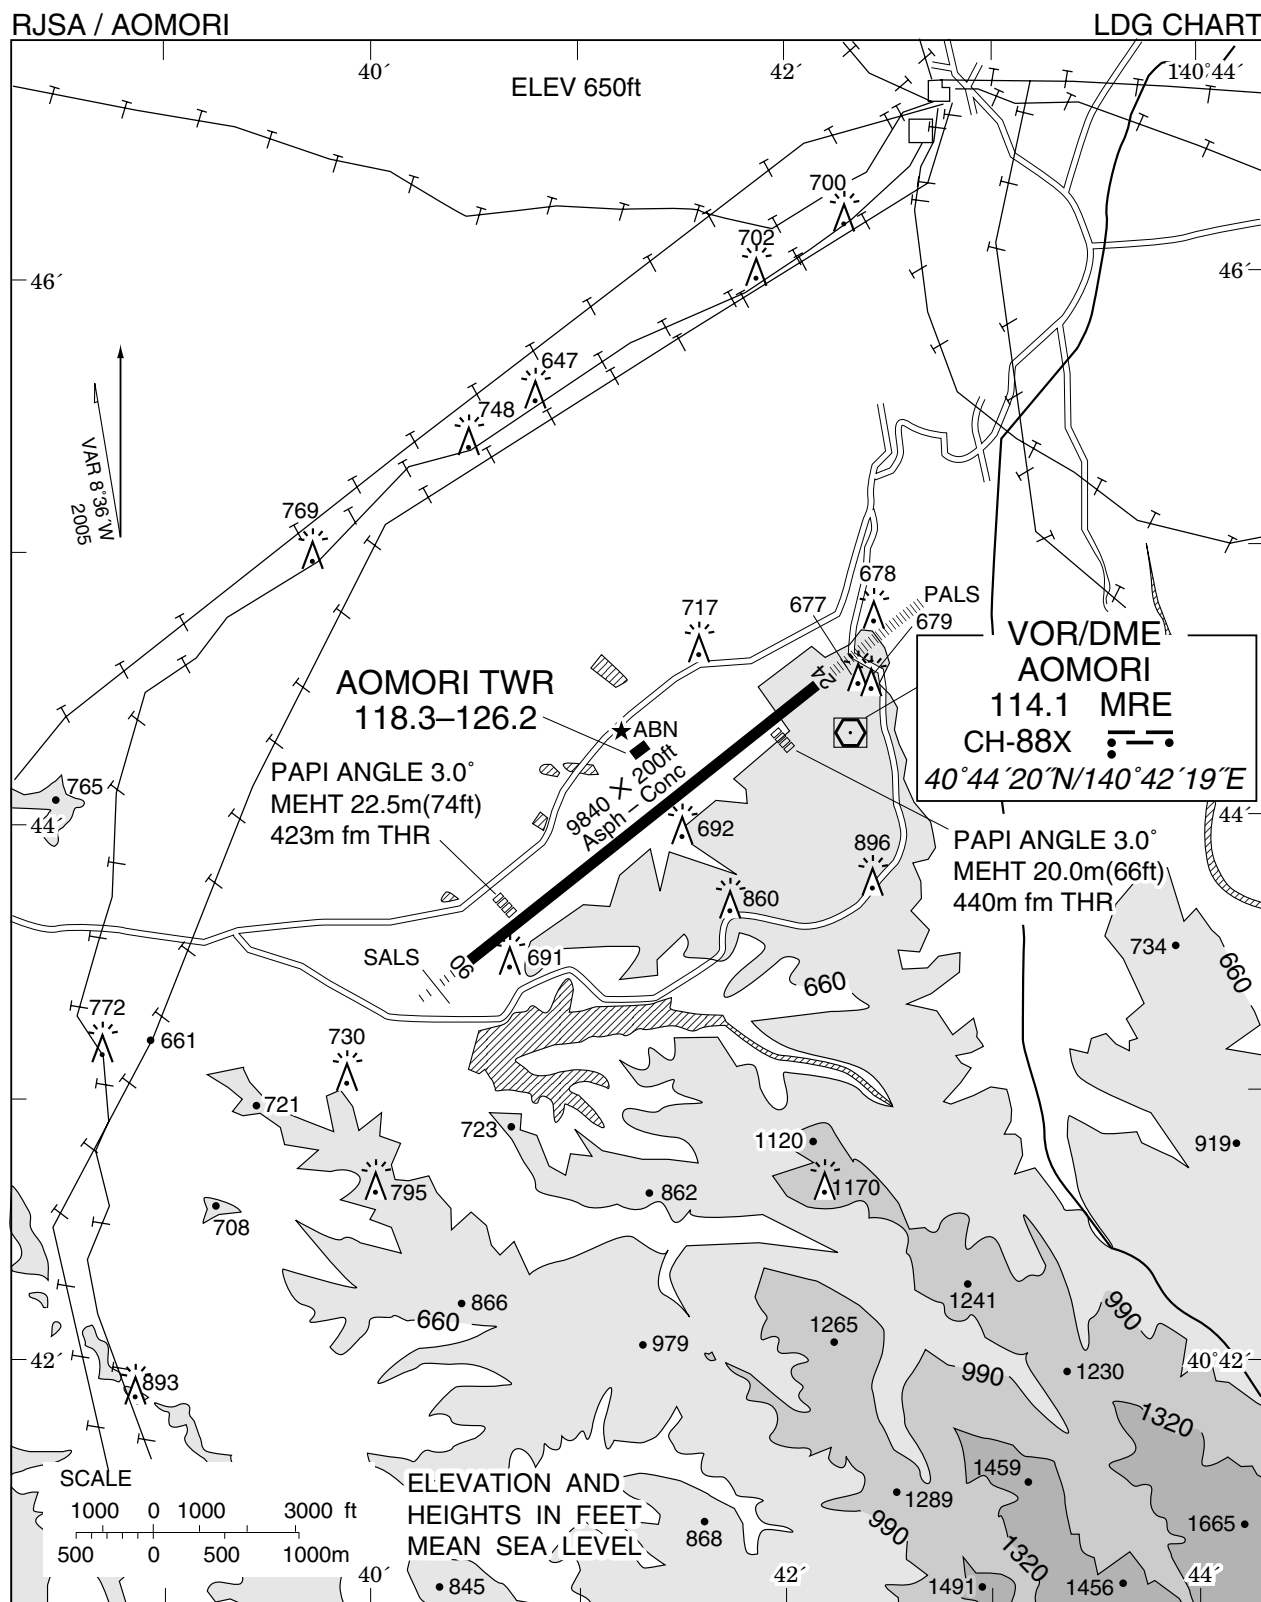 RJSA / AOMORI
LDG CHART
40′
42′
140°44′
ELEV 650ft
700
702
46′
46′
647
748
VAR 8°36′W
2005
769
678
PALS
677
679
717
VOR/DME
AOMORI
114.1 MRE
CH-88X
40°44′20″N/140°42′19″E
24
AOMORI TWR
118.3–126.2
ABN
9840 × 200ft
Asph – Conc
PAPI ANGLE 3.0°
MEHT 22.5m(74ft)
423m fm THR
765
44′
44′
692
896
PAPI ANGLE 3.0°
MEHT 20.0m(66ft)
440m fm THR
860
734
660
SALS
06
691
660
772
661
730
721
723
1120
919
795
862
1170
708
866
660
1241
990
979
1265
42′
40°42′
893
990
1230
1320
SCALE
1000 0 1000 3000 ft
500 0 500 1000m
ELEVATION AND
HEIGHTS IN FEET
MEAN SEA LEVEL
1459
1289
990
868
1665
1320
40′
845
42′
1491
1456
44′